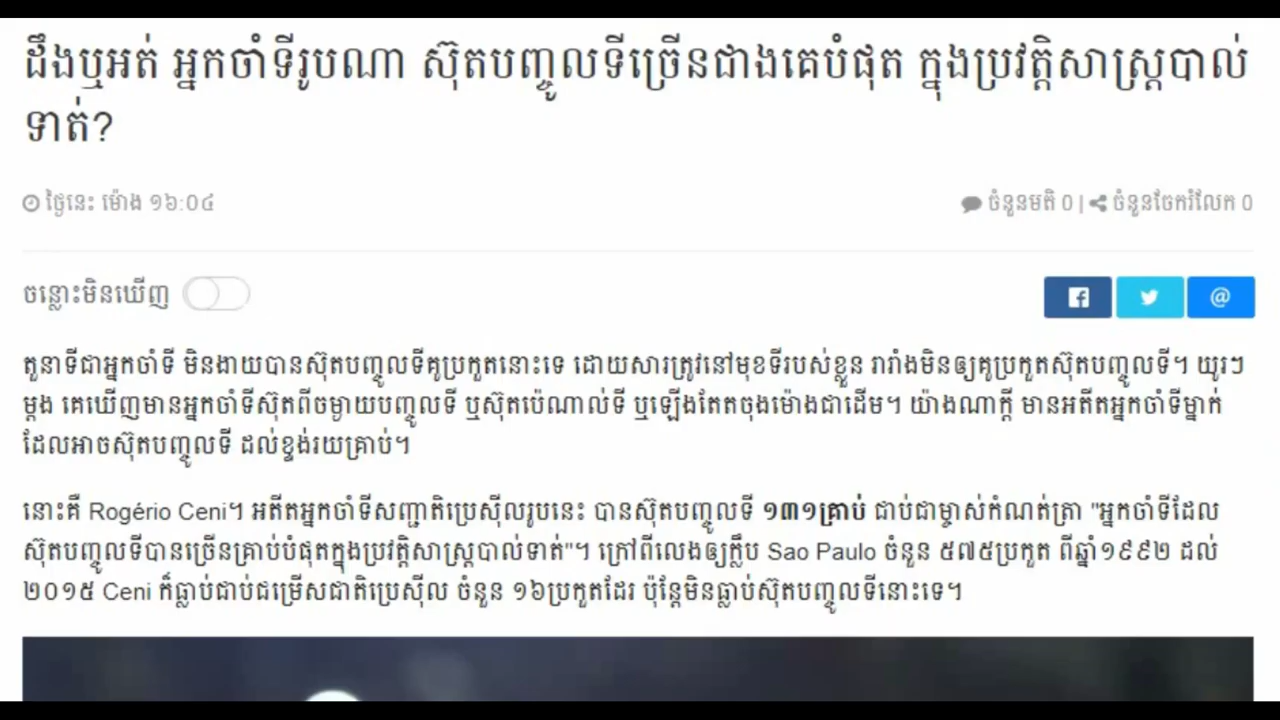 ដឹងឬអត់ អ្នកចាំទីរូបណា ស៊ុតបញ្ចូលទីច្រើនជាងគេបំផុត ក្នុងប្រវត្តិសាស្ត្របាល់
ទាត់?
ថ្ងៃនេះ ម៉ោង ១៦:០៤
ចំនួនមតិ 0 | ចំនួនចែករំលែក 0
ចន្លោះមិនឃើញ
តួនាទីជាអ្នកចាំទី មិនងាយបានស៊ុតបញ្ចូលទីគូប្រកួតនោះទេ ដោយសារត្រូវនៅមុខទីរបស់ខ្លួន រារាំងមិនឲ្យគូប្រកួតស៊ុតបញ្ចូលទី។ យូរៗ
ម្ដង គេឃើញមានអ្នកចាំទីស៊ុតពីចម្ងាយបញ្ចូលទី ឬស៊ុតប៉េណាល់ទី ឬឡើងតែតចុងម៉ោងជាដើម។ យ៉ាងណាក្ដី មានអតីតអ្នកចាំទីម្នាក់
ដែលអាចស៊ុតបញ្ចូលទី ដល់ខ្ទង់រយគ្រាប់។
នោះគឺ Rogério Ceni។ អតីតអ្នកចាំទីសញ្ជាតិប្រេស៊ីលរូបនេះ បានស៊ុតបញ្ចូលទី ១៣១គ្រាប់ ជាប់ជាម្ចាស់កំណត់ត្រា "អ្នកចាំទីដែល
ស៊ុតបញ្ចូលទីបានច្រើនគ្រាប់បំផុតក្នុងប្រវត្តិសាស្ត្របាល់ទាត់"។ ក្រៅពីលេងឲ្យក្លឹប Sao Paulo ចំនួន ៥៧៥ប្រកួត ពីឆ្នាំ១៩៩២ ដល់
២០១៥ Ceni ក៏ធ្លាប់ជាប់ជម្រើសជាតិប្រេស៊ីល ចំនួន ១៦ប្រកួតដែរ ប៉ុន្តែមិនធ្លាប់ស៊ុតបញ្ចូលទីនោះទេ។